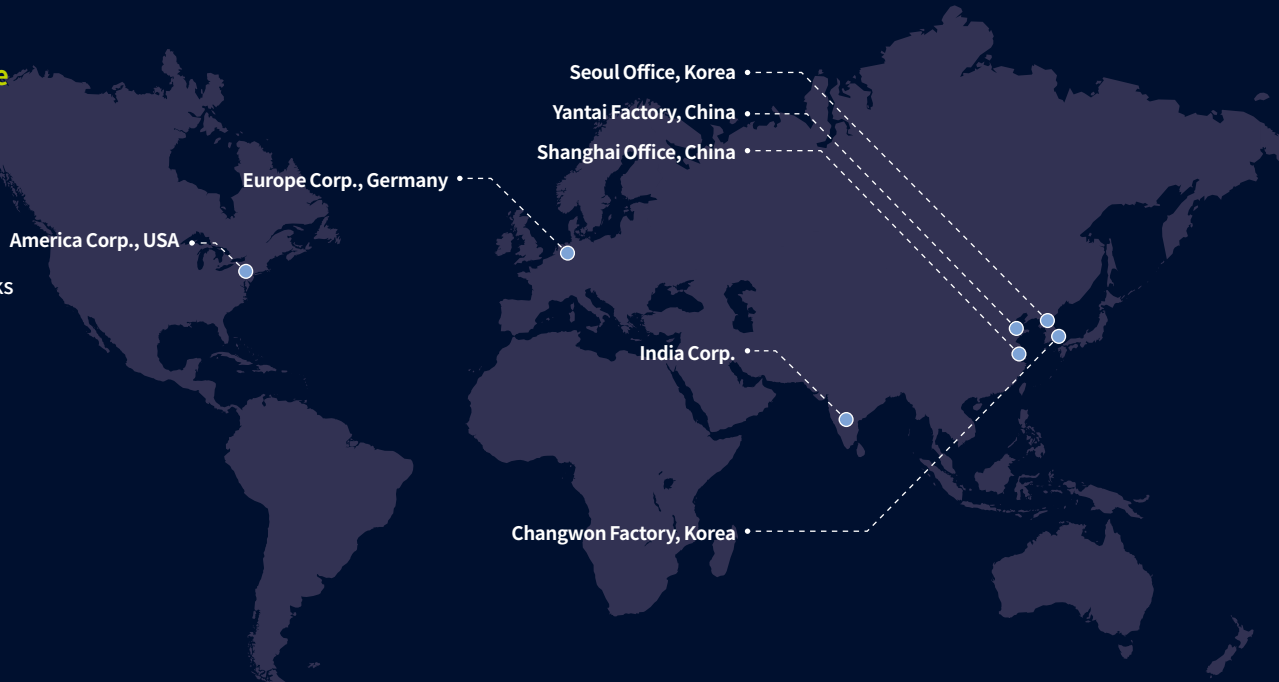 Seoul Office, Korea
Yantai Factory, China
Shanghai Office, China
Europe Corp., Germany
America Corp., USA
India Corp.
Changwon Factory, Korea